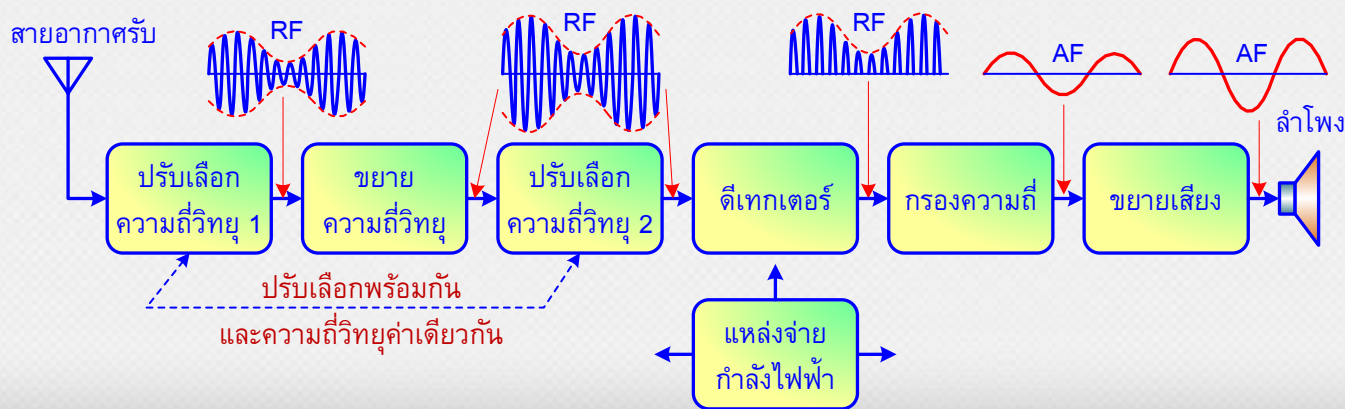 สายอากาศรับ
RF
RF
RF
AF
AF
ลำโพง
ปรับเลือก
ความถี่วิทยุ 1
ขยาย
ความถี่วิทยุ
ปรับเลือก
ความถี่วิทยุ 2
ดีเทกเตอร์
กรองความถี่
ขยายเสียง
ปรับเลือกพร้อมกัน
และความถี่วิทยุค่าเดียวกัน
แหล่งจ่าย
กำลังไฟฟ้า